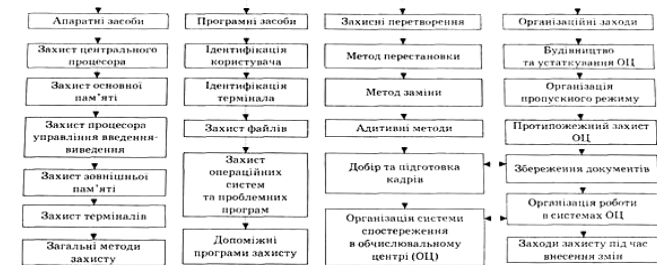 Апаратні засоби
Захист центрального
процесора
Захист основної
пам'яті
Захист процесора
управління введення-
виведення
Захист зовнішньої
пам'яті
Захист терміналів
Загальні методи
захисту
Програмні засоби
Ідентифікація
користувача
Ідентифікація
термінала
Захист файлів
Захист
операційних
систем
та проблемних
програм
Допоміжні
програми захисту
Захисні перетворення
Метод перестановки
Метод заміни
Адитивні методи
Добір та підготовка
кадрів
Організація системи
спостереження
в обчислювальному
центрі (ОЦ)
Організаційні заходи
Будівництво
та устаткування ОЦ
Організація
пропускного режиму
Протипожежний захист
ОЦ
Збереження документів
Організація роботи
в системах ОЦ
Заходи захисту під час
внесення змін